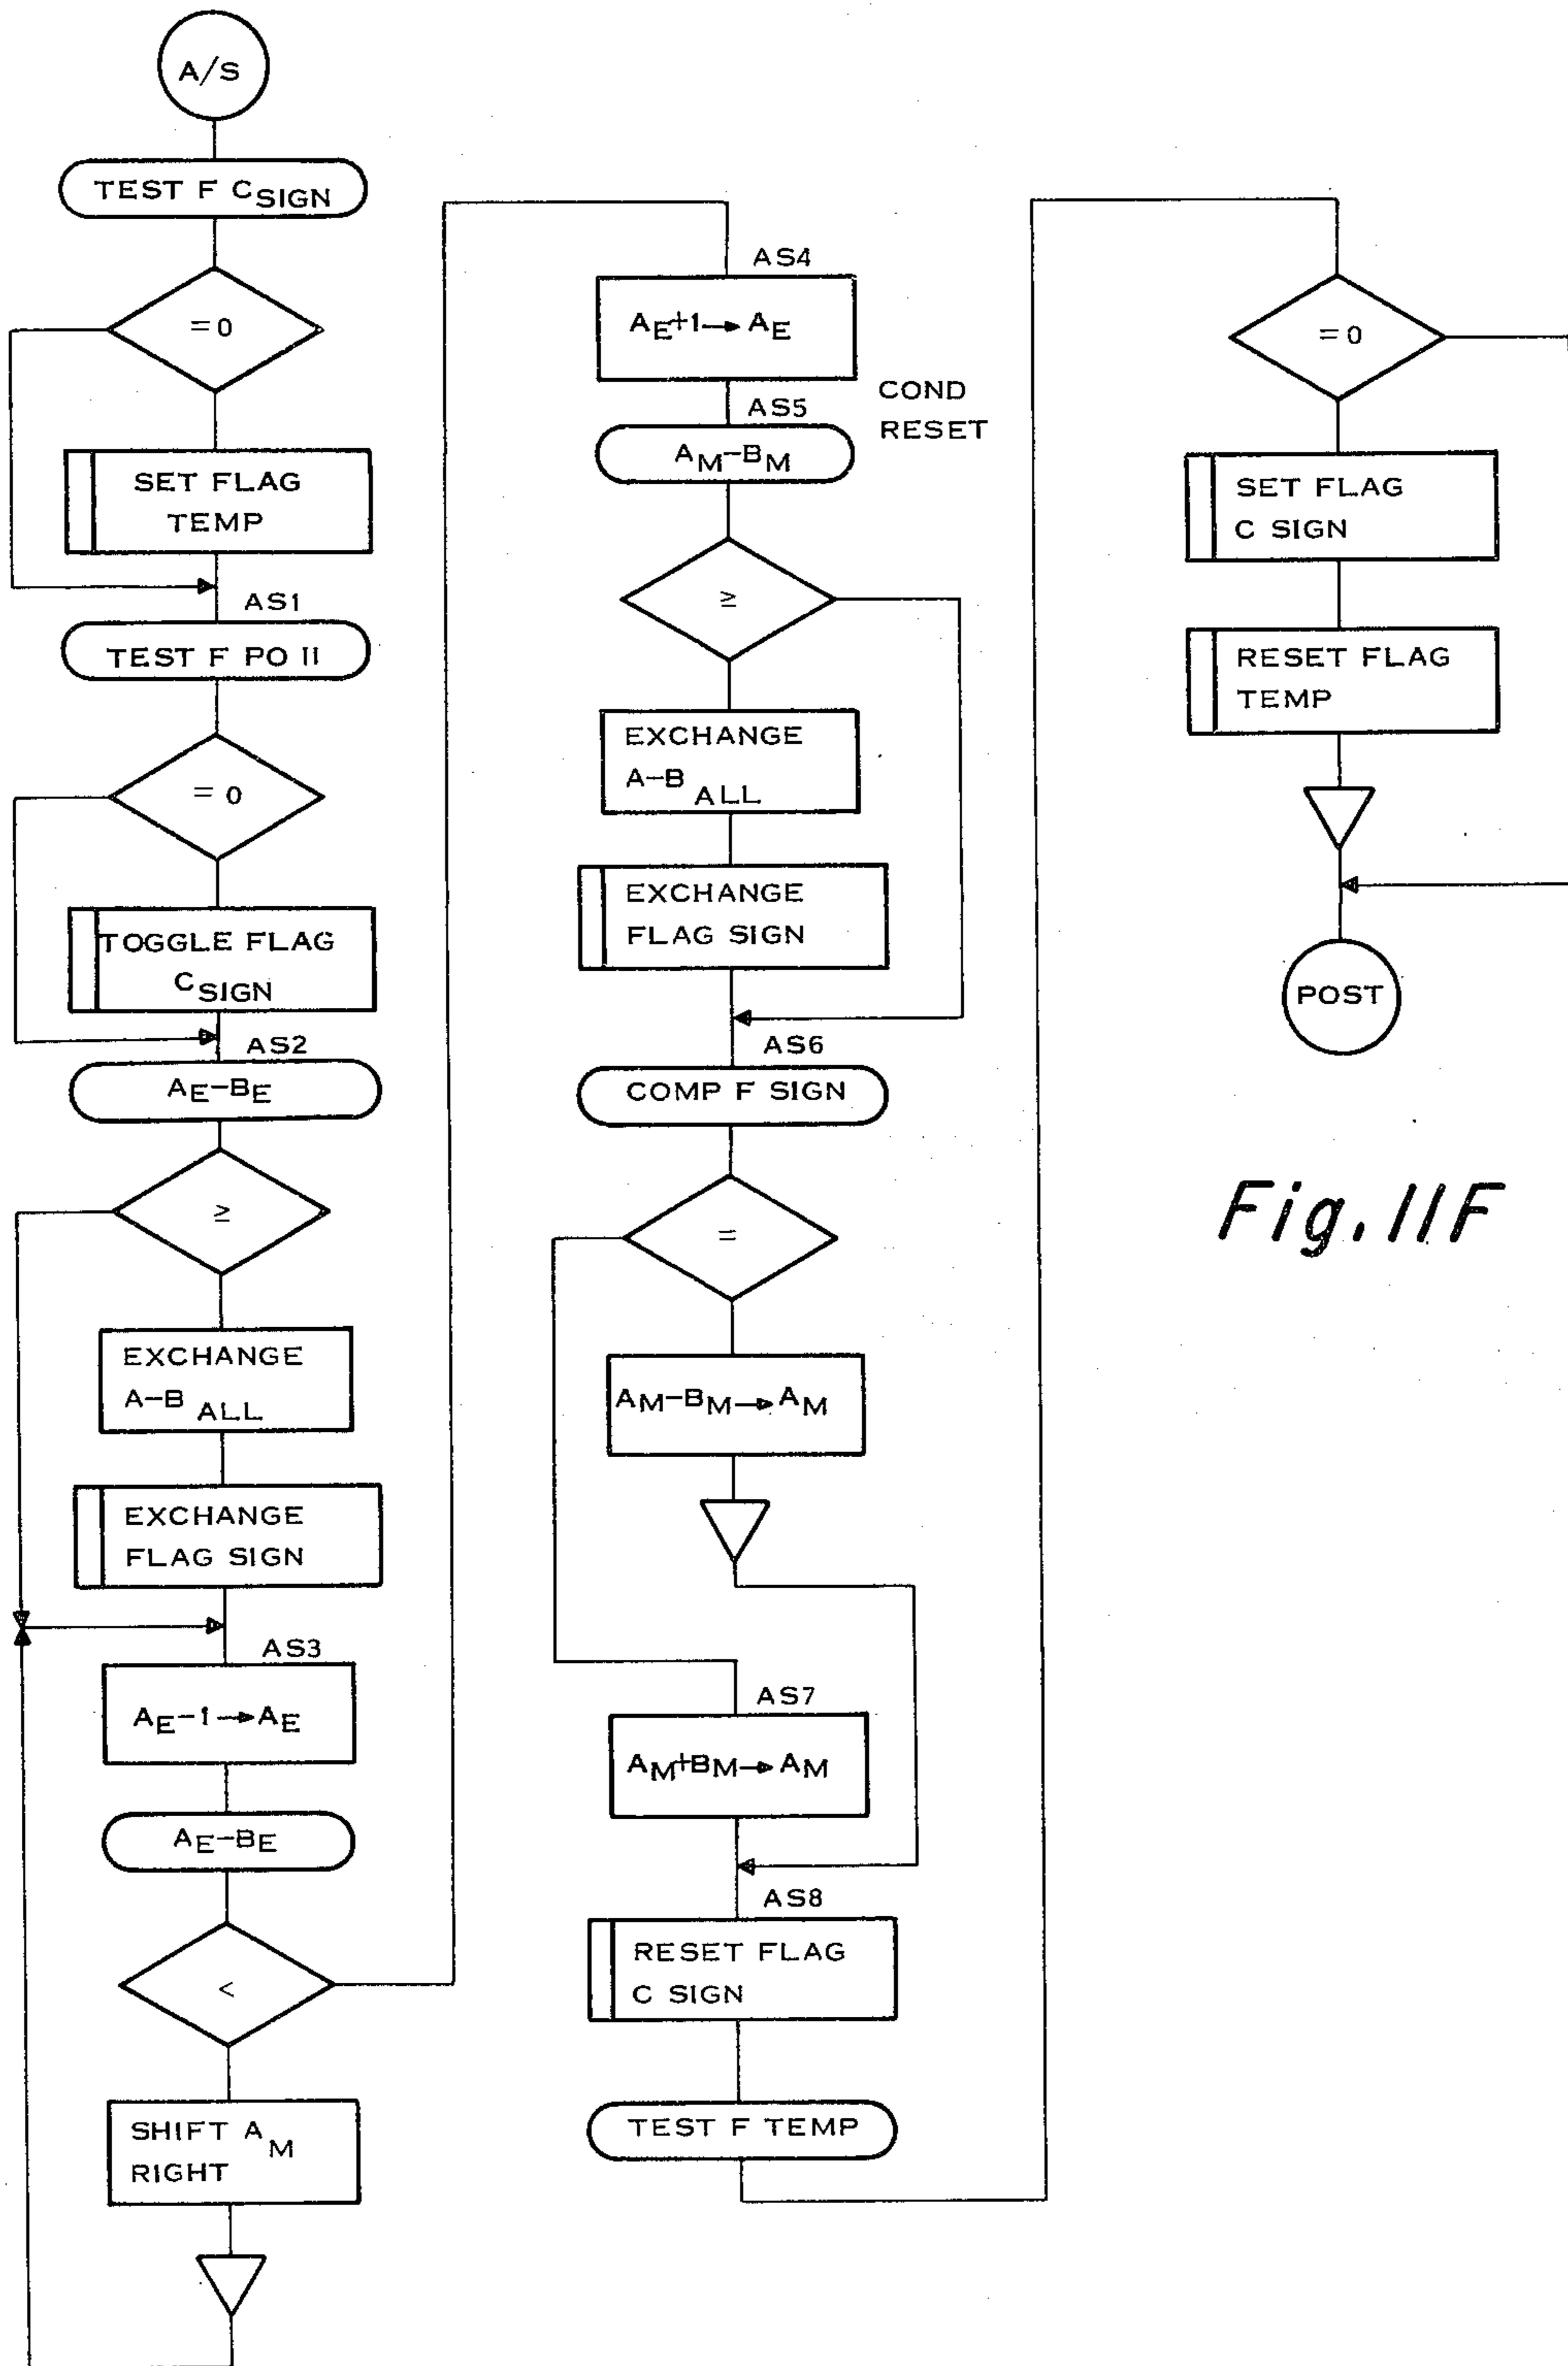 A/S
TEST F CSIGN
= 0
SET FLAG
TEMP
AS1
TEST F PO II
= 0
TOGGLE FLAG
CSIGN
AS2
AE-BE
≥
EXCHANGE
A-B ALL
EXCHANGE
FLAG SIGN
AS3
AE-1→AE
AE-BE
<
SHIFT AM
RIGHT
AS4
AE+1→AE
COND
RESET
AS5
AM-BM
≥
EXCHANGE
A-B ALL
EXCHANGE
FLAG SIGN
AS6
COMP F SIGN
=
AM-BM→AM
AS7
AM+BM→AM
AS8
RESET FLAG
C SIGN
TEST F TEMP
= 0
SET FLAG
C SIGN
RESET FLAG
TEMP
POST
Fig. 11F